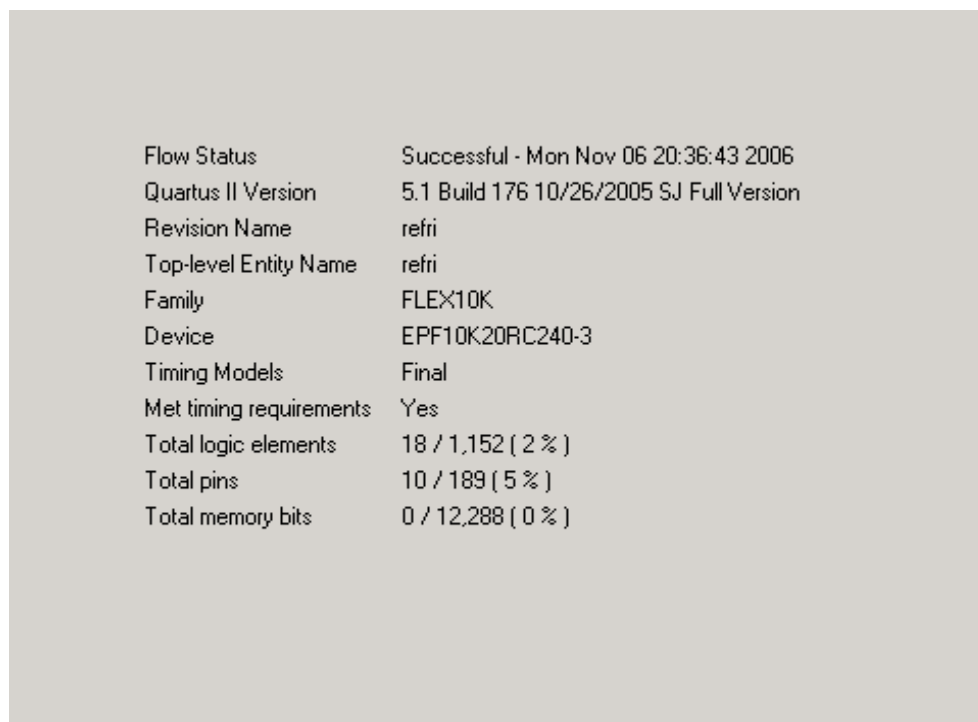 Flow Status Successful - Mon Nov 06 20:36:43 2006
Quartus II Version 5.1 Build 176 10/26/2005 SJ Full Version
Revision Name refri
Top-level Entity Name refri
Family FLEX10K
Device EPF10K20RC240-3
Timing Models Final
Met timing requirements Yes
Total logic elements 18 / 1,152 ( 2 % )
Total pins 10 / 189 ( 5 % )
Total memory bits 0 / 12,288 ( 0 % )